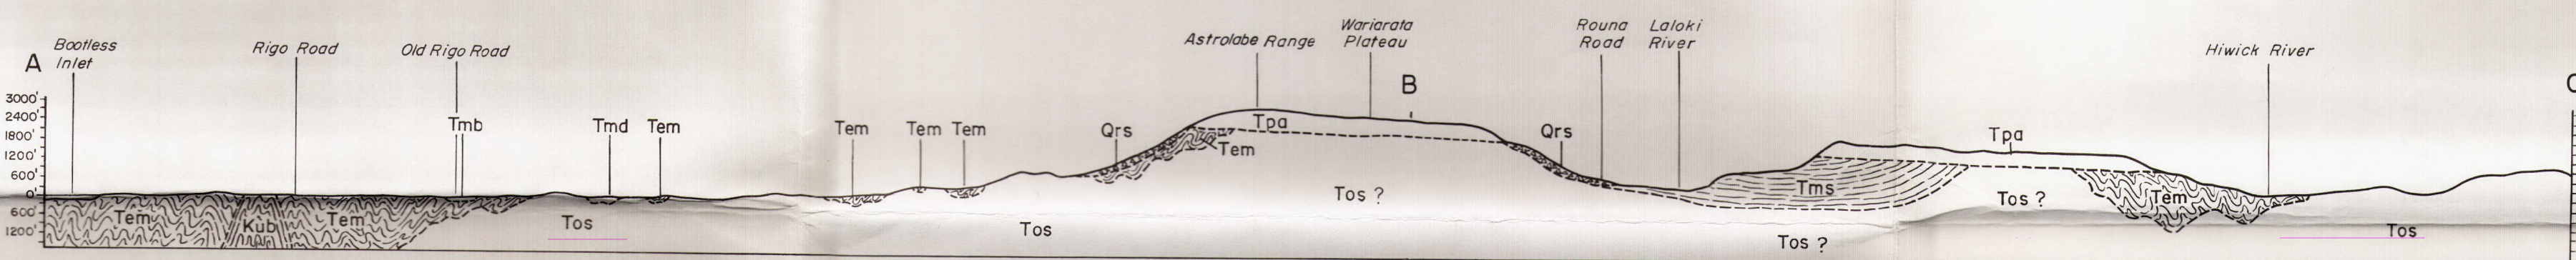 A
Bootless
Inlet
Rigo Road
Old Rigo Road
Astrolabe Range
Wariarata
Plateau
B
Rouna
Road
Laloki
River
Hiwick River
C
3000'
2400'
1800'
1200'
600'
0'
600'
1200'
Tmb
Tmd
Tem
Tem
Tem
Tem
Qrs
Tpa
Tem
Qrs
Tpa
Tem
Kub
Tem
Tos
Tos
Tos ?
Tms
Tos ?
Tos ?
Tem
Tos